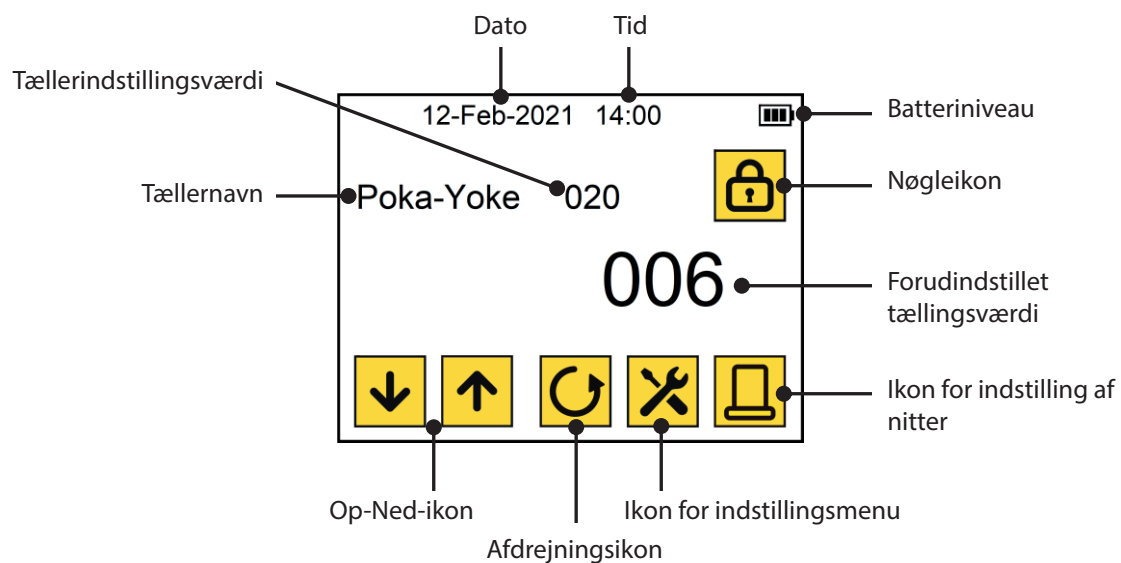 Dato
Tid
Tællerindstillingsværdi
12-Feb-2021 14:00
Batteriniveau
Tællernavn
Poka-Yoke 020
Nøgleikon
006
Forudindstillet
tællingsværdi
Ikon for indstilling af
nitter
Op-Ned-ikon
Ikon for indstillingsmenu
Afdrejningsikon